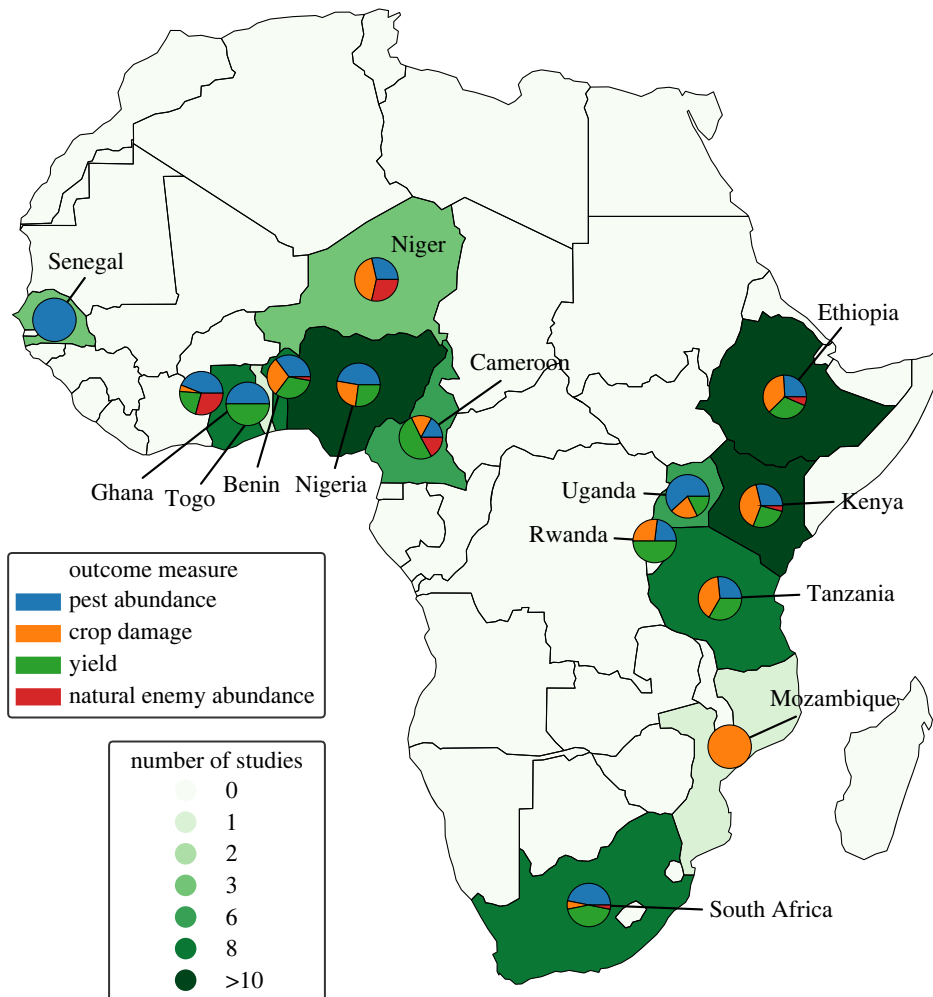 Niger
Senegal
Ethiopia
Cameroon
Ghana
Togo
Benin
Nigeria
Uganda
Kenya
Rwanda
Tanzania
Mozambique
South Africa
outcome measure
pest abundance
crop damage
yield
natural enemy abundance
number of studies
0
1
2
3
6
8
>10